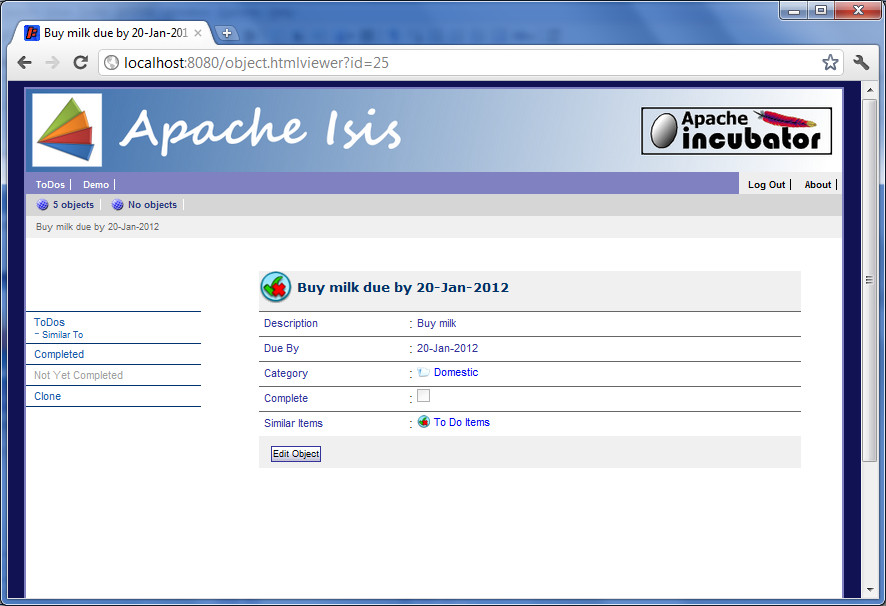 Buy milk due by 20-Jan-201
localhost:8080/object.htmlviewer?id=25
Apache Isis
Apache incubator
ToDos | Demo |
Log Out | About |
5 objects | No objects |
Buy milk due by 20-Jan-2012
Buy milk due by 20-Jan-2012
ToDos
- Similar To
Completed
Not Yet Completed
Clone
Description : Buy milk
Due By : 20-Jan-2012
Category : Domestic
Complete :
Similar Items : To Do Items
Edit Object